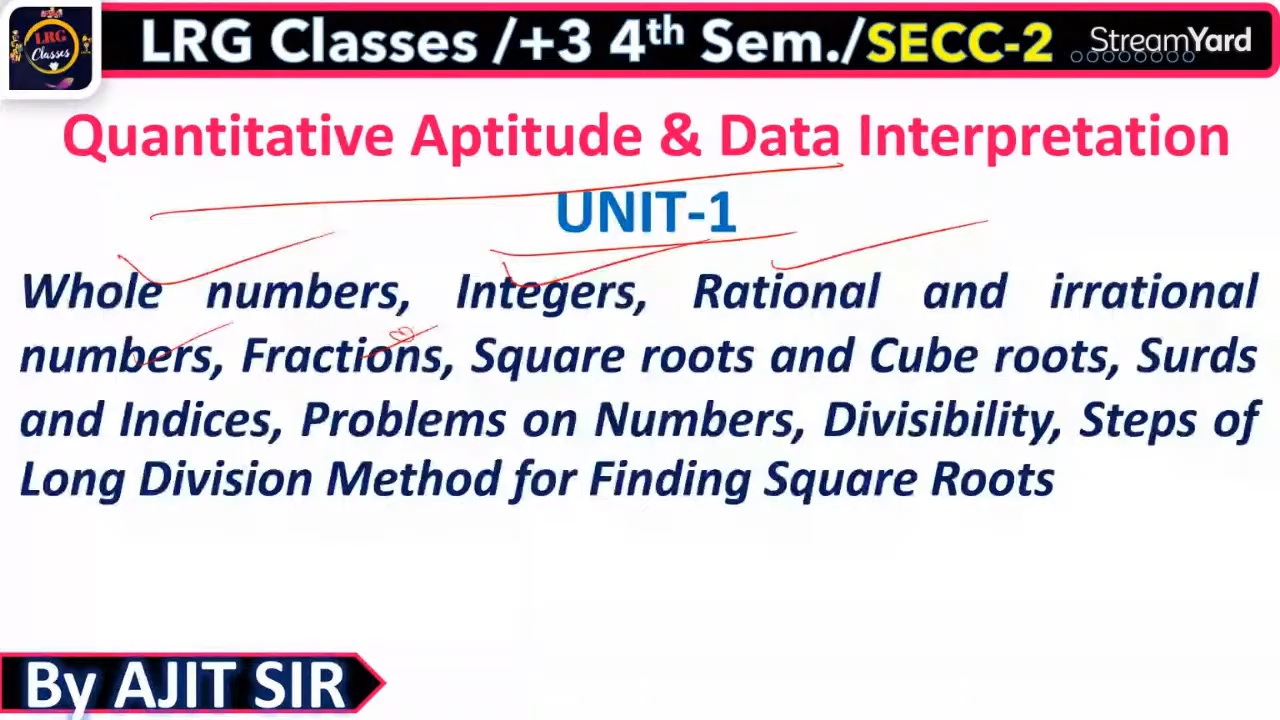 LRG Classes
LRG Classes /+3 4th Sem./SECC-2
StreamYard
Quantitative Aptitude & Data Interpretation
UNIT-1
Whole numbers, Integers, Rational and irrational
numbers, Fractions, Square roots and Cube roots, Surds
and Indices, Problems on Numbers, Divisibility, Steps of
Long Division Method for Finding Square Roots
By AJIT SIR